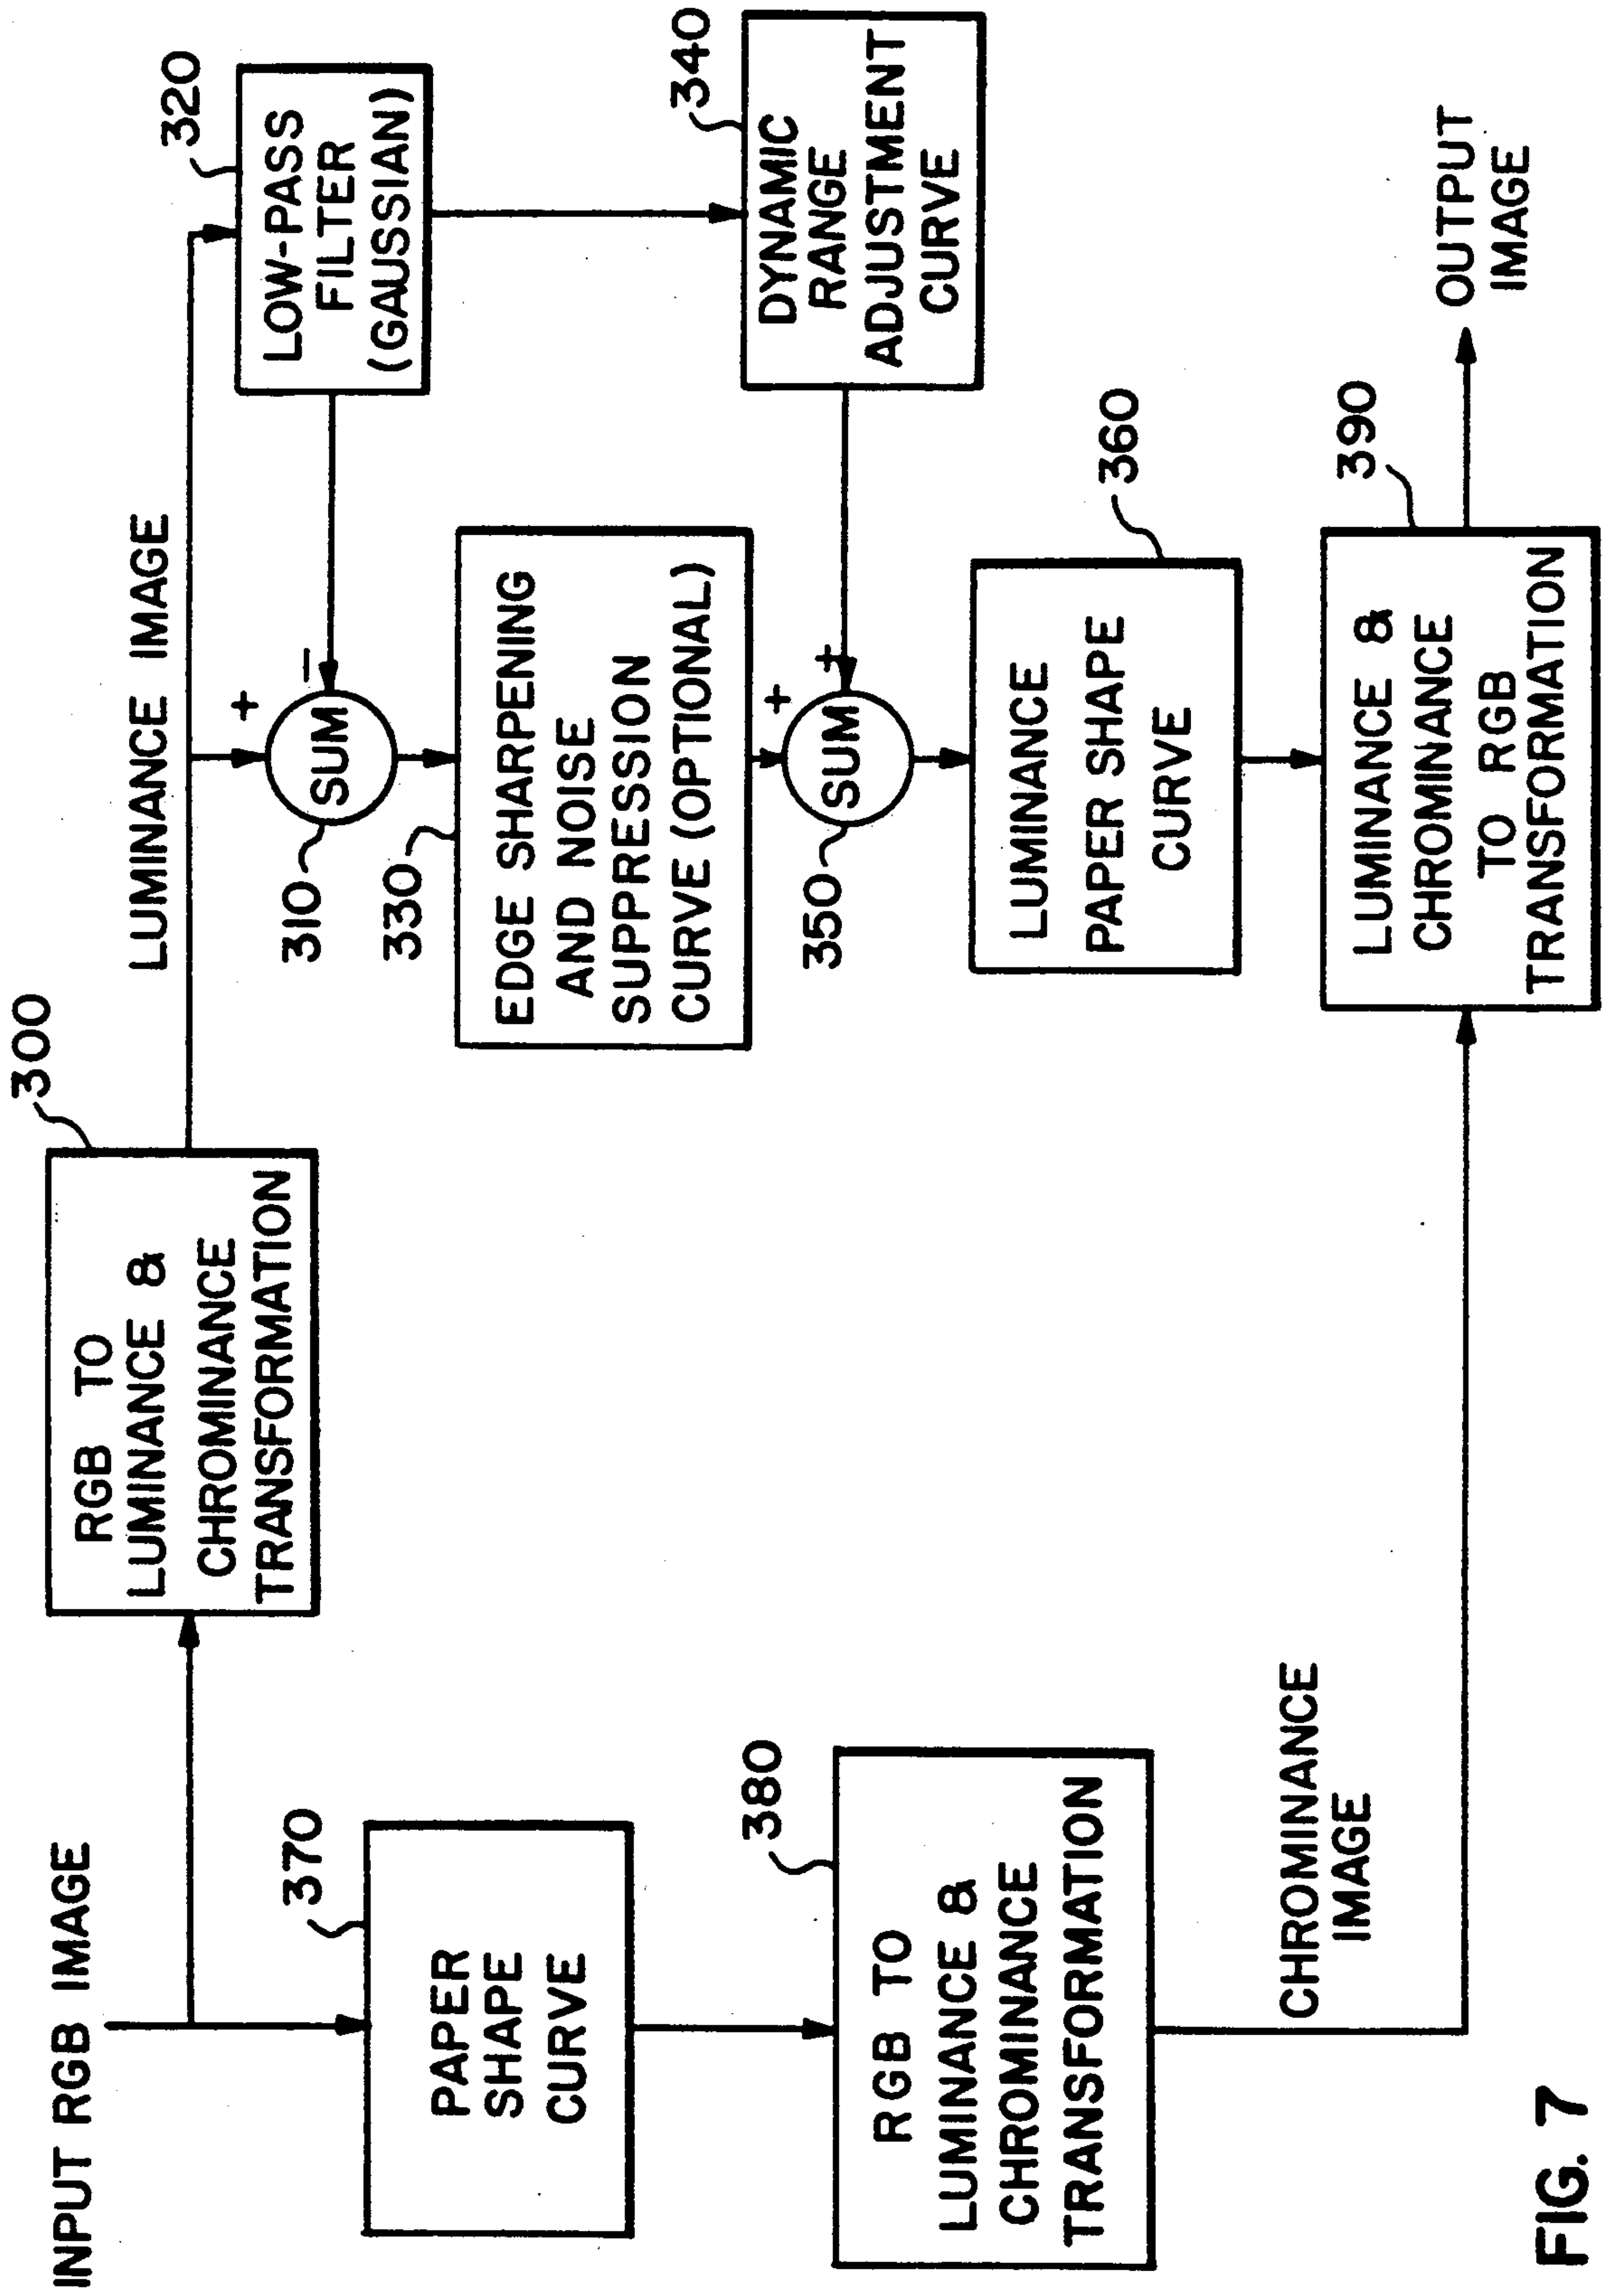 INPUT RGB IMAGE
300
RGB TO
LUMINANCE &
CHROMINANCE
TRANSFORMATION
LUMINANCE IMAGE
320
LOW-PASS
FILTER
(GAUSSIAN)
+
−
SUM
310
330
EDGE SHARPENING
AND NOISE
SUPPRESSION
CURVE (OPTIONAL)
340
DYNAMIC
RANGE
ADJUSTMENT
CURVE
+
+
SUM
350
360
LUMINANCE
PAPER SHAPE
CURVE
370
PAPER
SHAPE
CURVE
380
RGB TO
LUMINANCE &
CHROMINANCE
TRANSFORMATION
CHROMINANCE
IMAGE
390
LUMINANCE &
CHROMINANCE
TO RGB
TRANSFORMATION
OUTPUT
IMAGE
FIG. 7